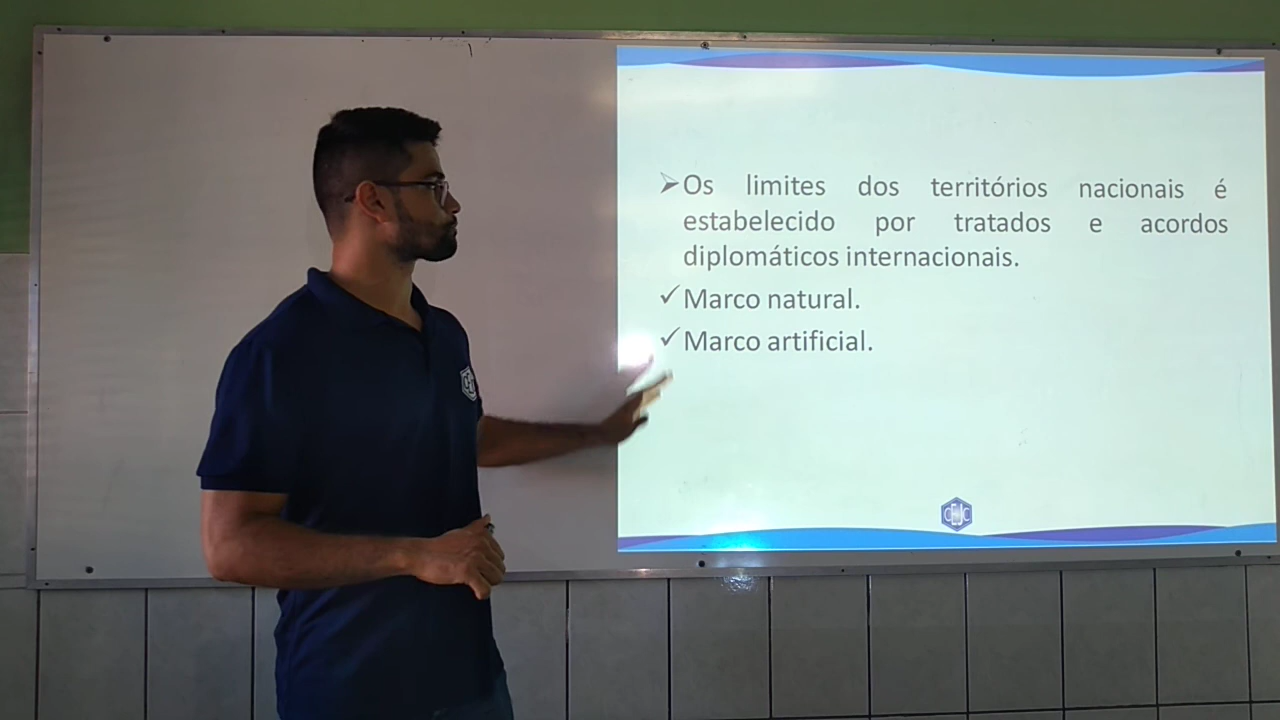 ➢Os limites dos territórios nacionais é
estabelecido por tratados e acordos
diplomáticos internacionais.
✓Marco natural.
✓Marco artificial.